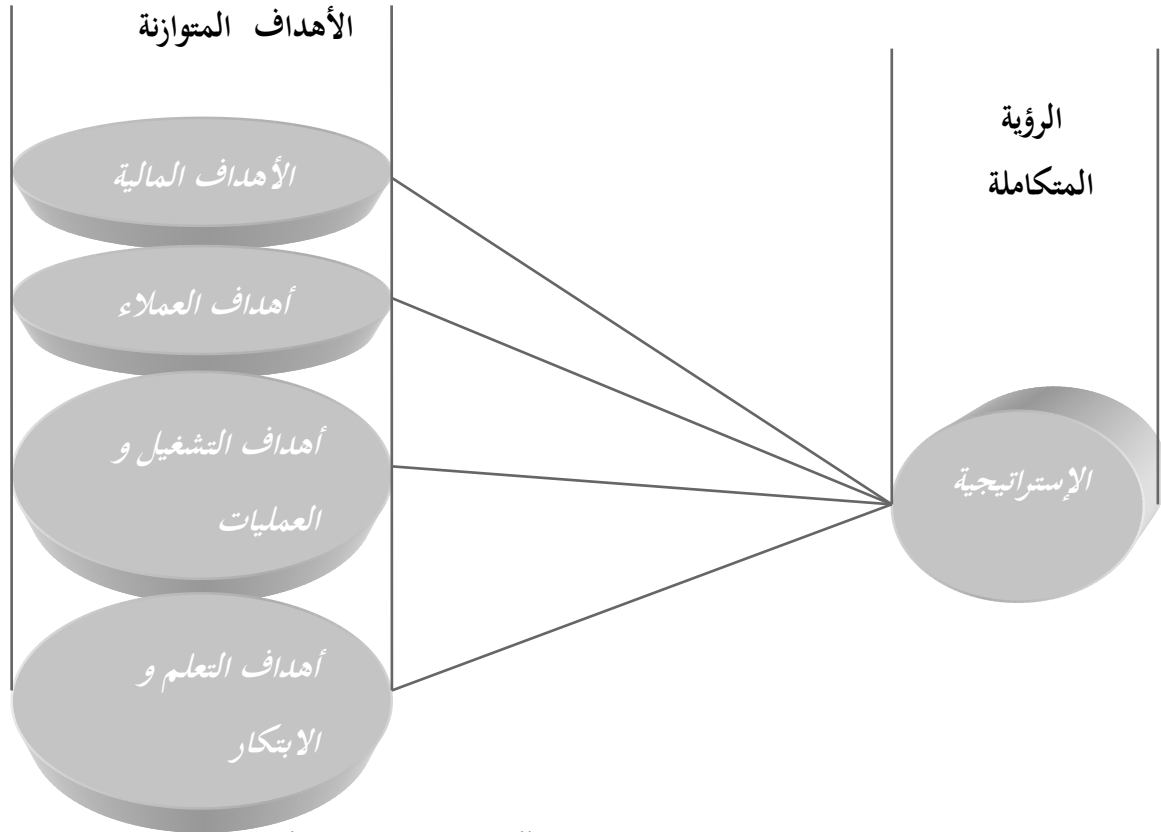 الأهداف المتوازنة
الرؤية
المتكاملة
الأهداف المالية
أهداف العملاء
أهداف التشغيل و
العمليات
الإستراتيجية
أهداف التعلم و
الابتكار